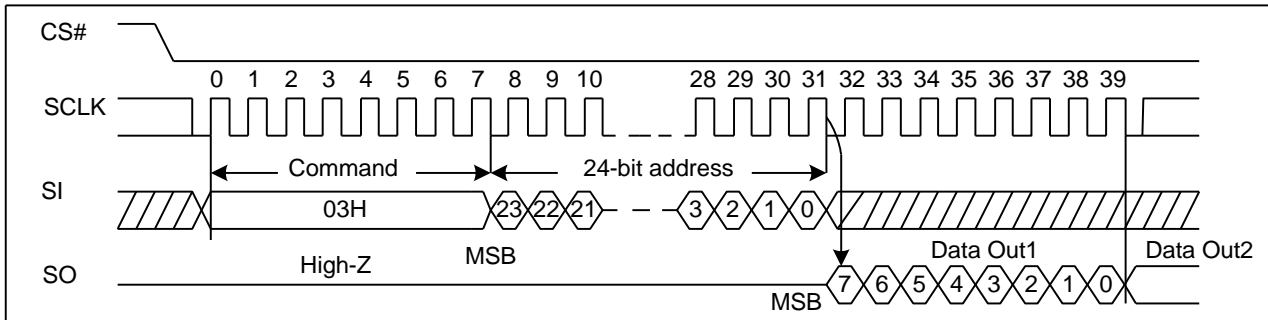 CS#
0 1 2 3 4 5 6 7 8 9 10 28 29 30 31 32 33 34 35 36 37 38 39
SCLK
Command 24-bit address
SI
03H 23 22 21 3 2 1 0
MSB
High-Z
Data Out1 Data Out2
SO
7 6 5 4 3 2 1 0
MSB